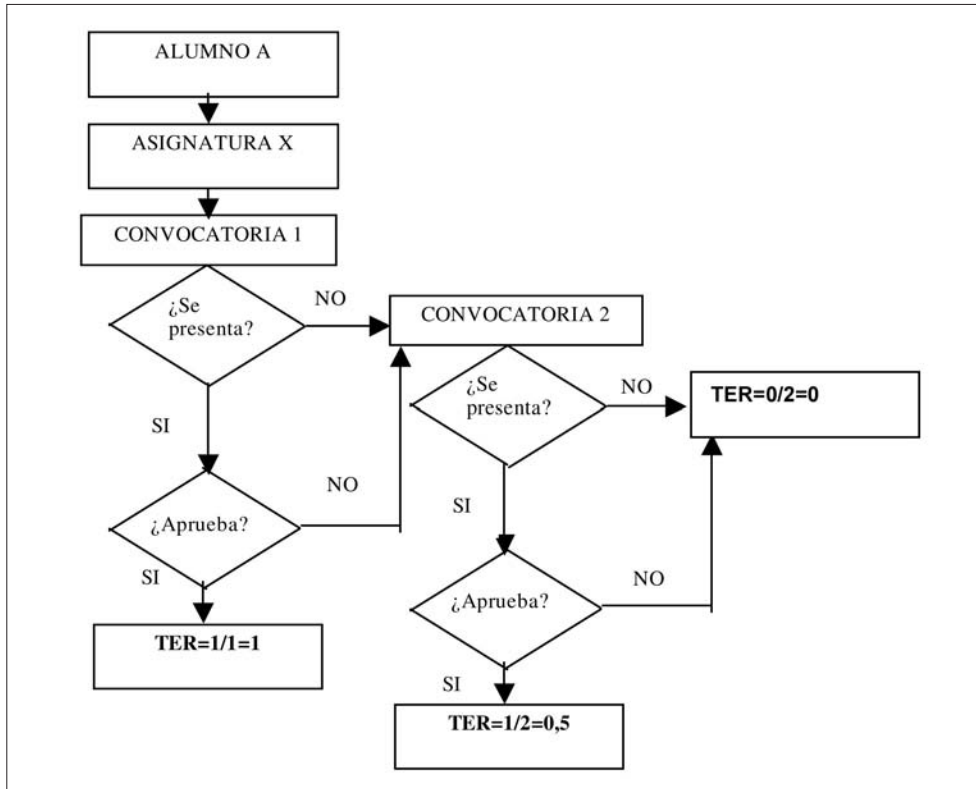 ALUMNO A
ASIGNATURA X
CONVOCATORIA 1
¿Se
presenta?
NO
SI
¿Aprueba?
NO
SI
TER=1/1=1
CONVOCATORIA 2
¿Se
presenta?
NO
TER=0/2=0
SI
¿Aprueba?
NO
SI
TER=1/2=0,5